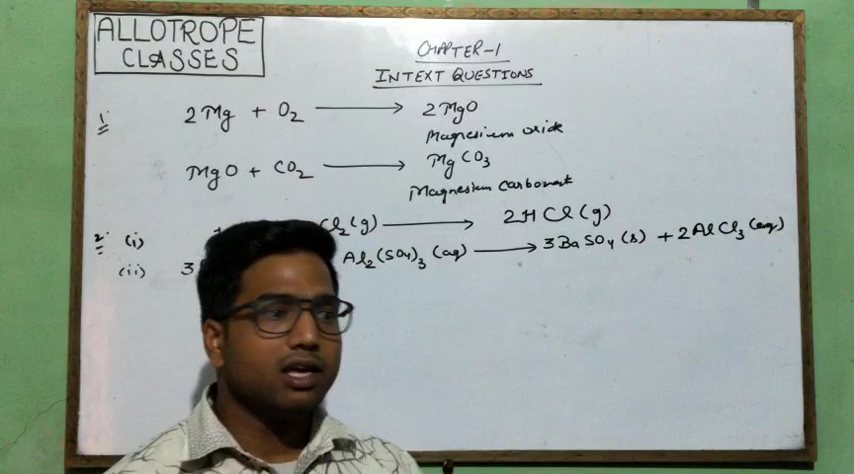 ALLOTROPE
CLASSES
CHAPTER-1
INTEXT QUESTIONS
1. 2Mg + O₂ → 2MgO
Magnesium oxide
MgO + CO₂ → MgCO₃
Magnesium carbonat
2. (i) Cl₂(g) → 2HCl(g)
(ii) 3 Al₂(SO₄)₃ (aq) → 3BaSO₄(s) + 2AlCl₃(aq)